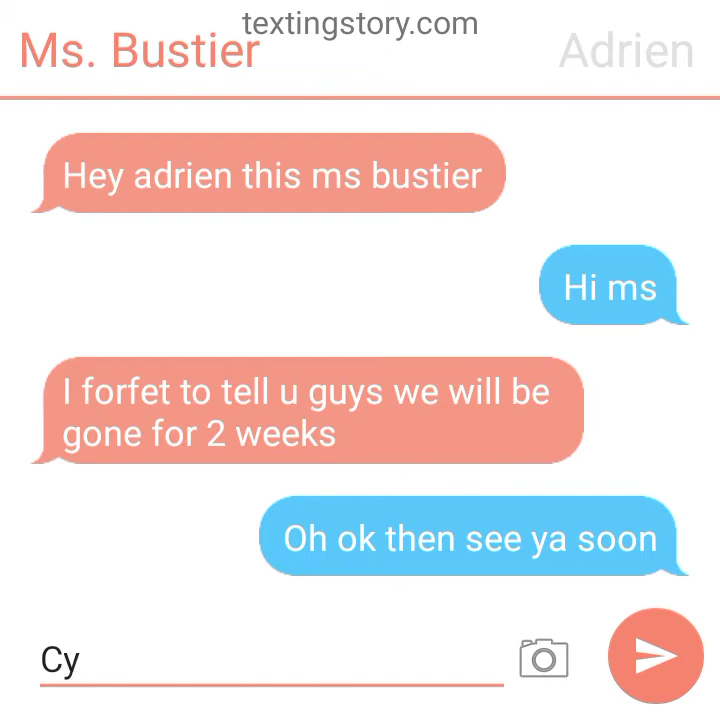 textingstory.com
Ms. Bustier
Adrien
Hey adrien this ms bustier
Hi ms
I forfet to tell u guys we will be
gone for 2 weeks
Oh ok then see ya soon
Cy